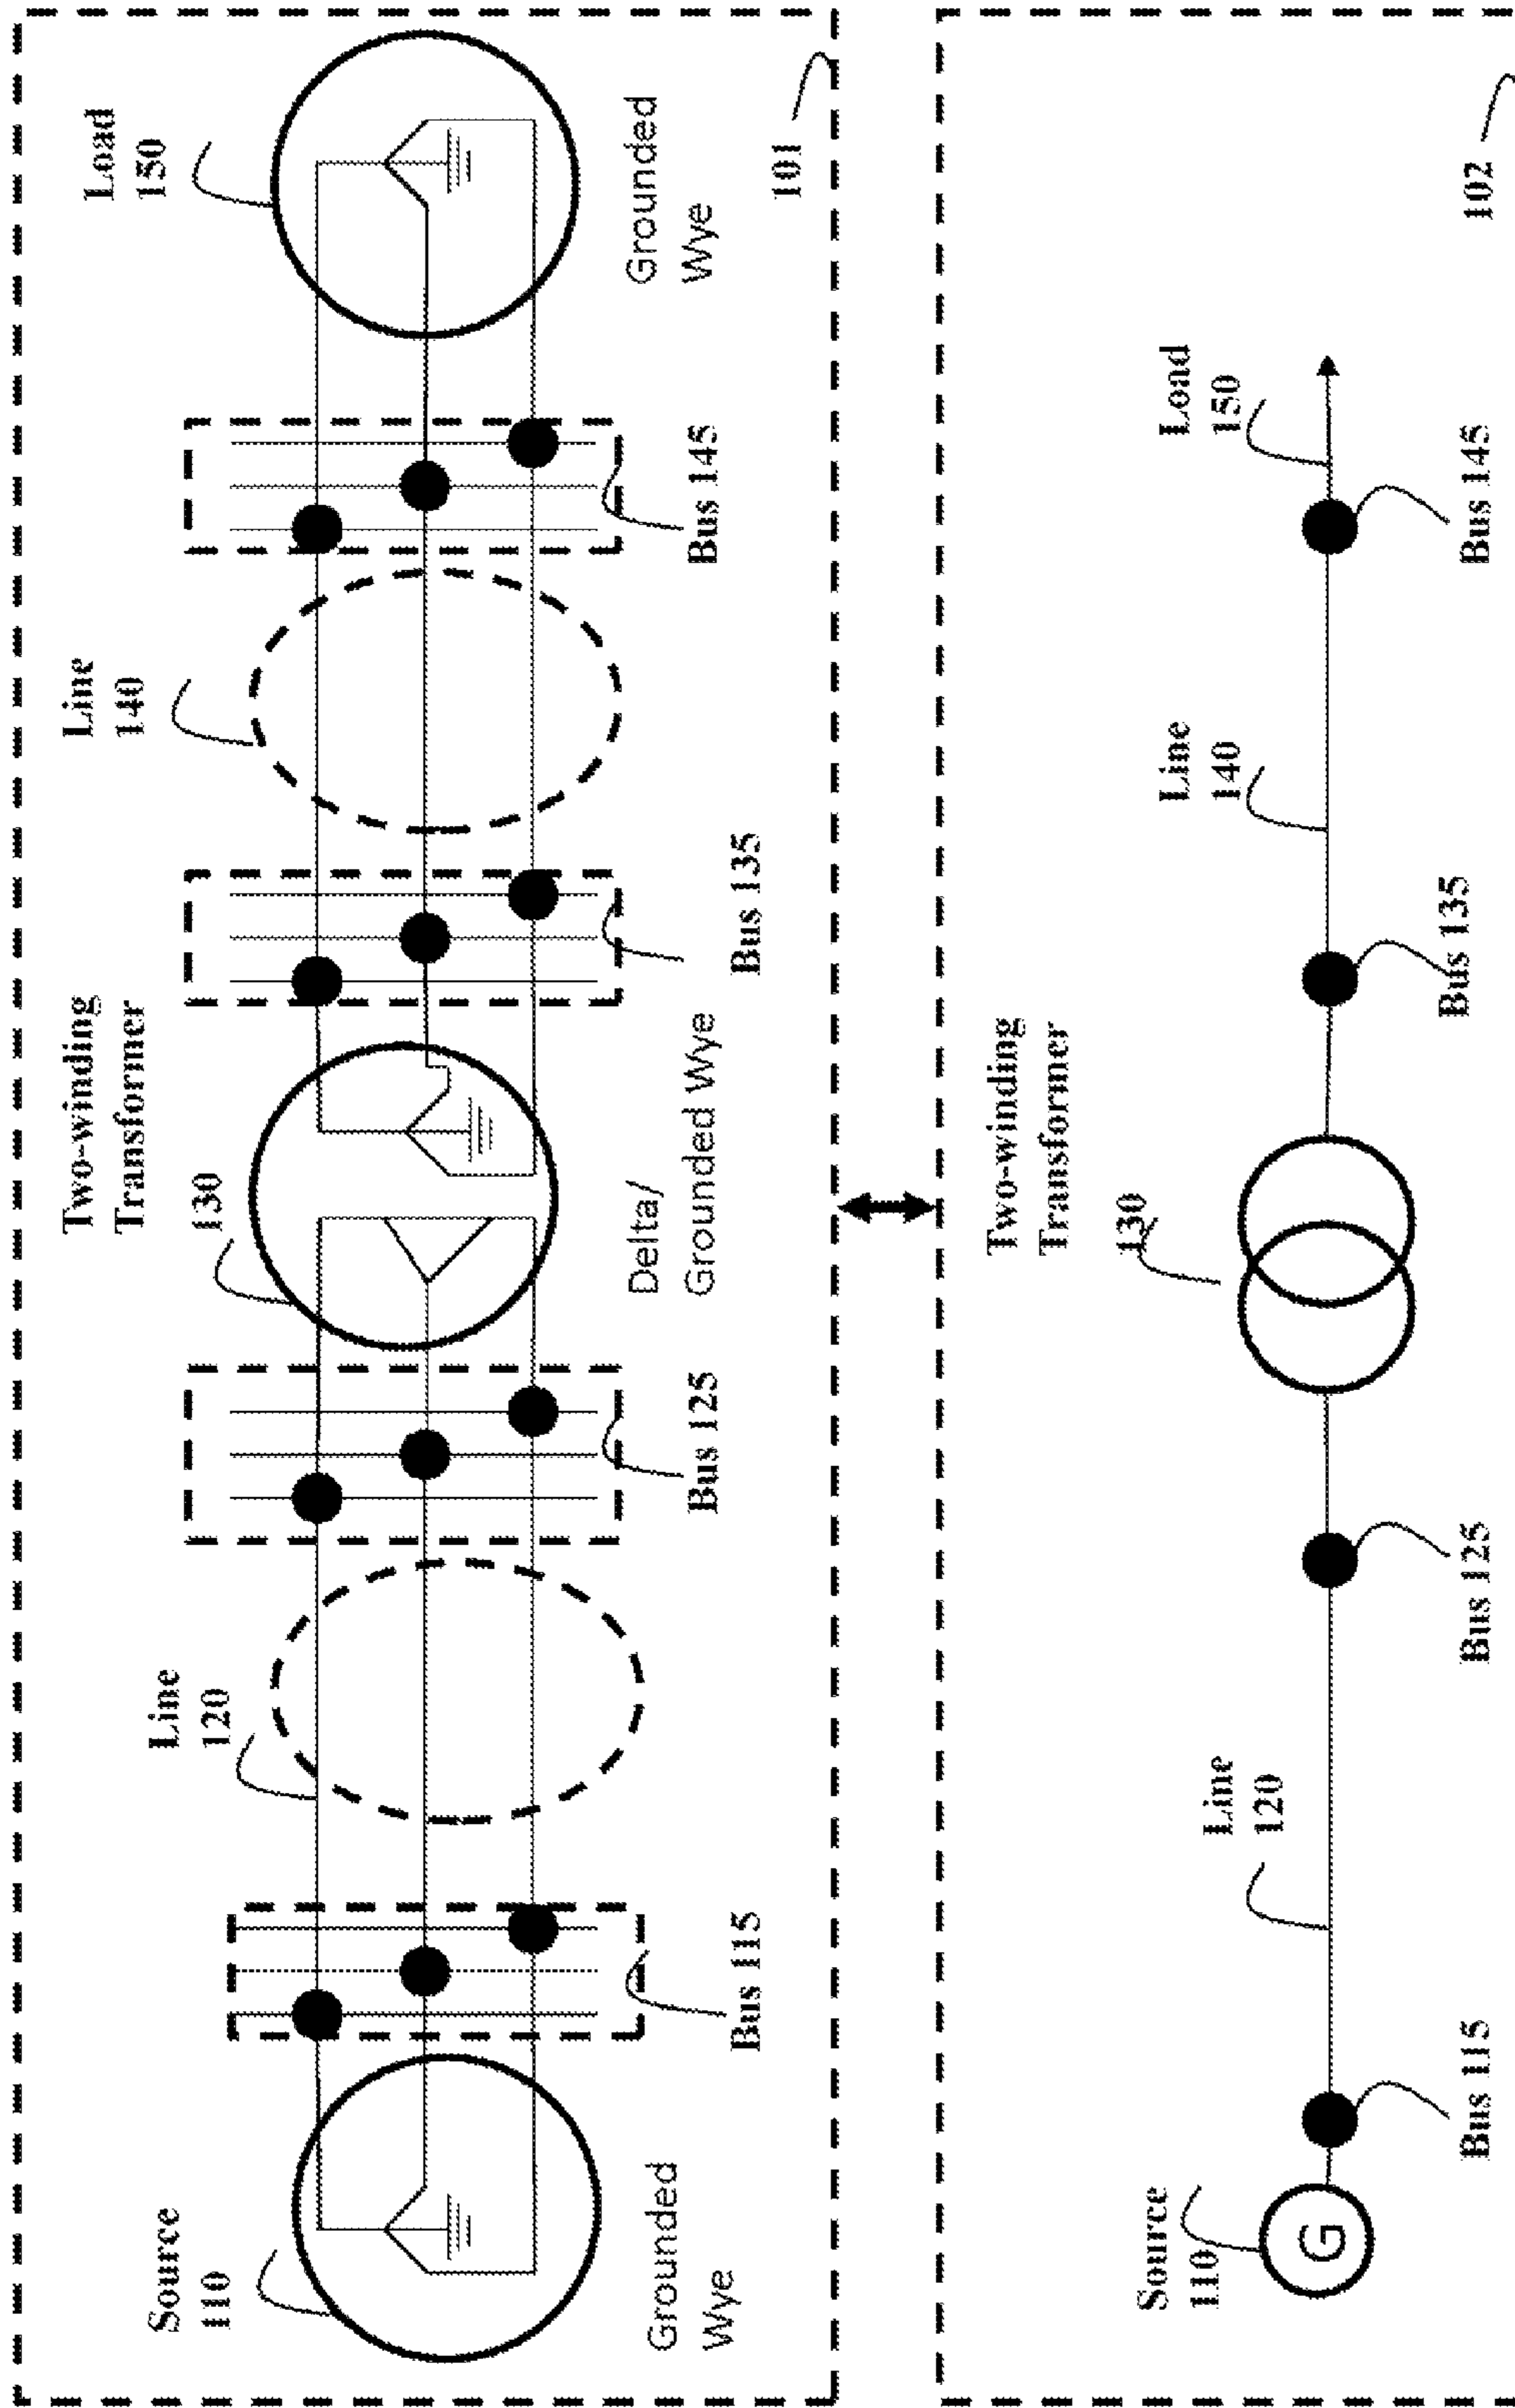 Source
110
Line
120
Two-winding
Transformer
130
Line
140
Load
150
Grounded
Wye
Bus 115
Bus 125
Delta/
Grounded Wye
Bus 135
Bus 145
Grounded
Wye
101
Source
110
G
Bus 115
Line
120
Bus 125
Two-winding
Transformer
130
Bus 135
Line
140
Load
150
Bus 145
102